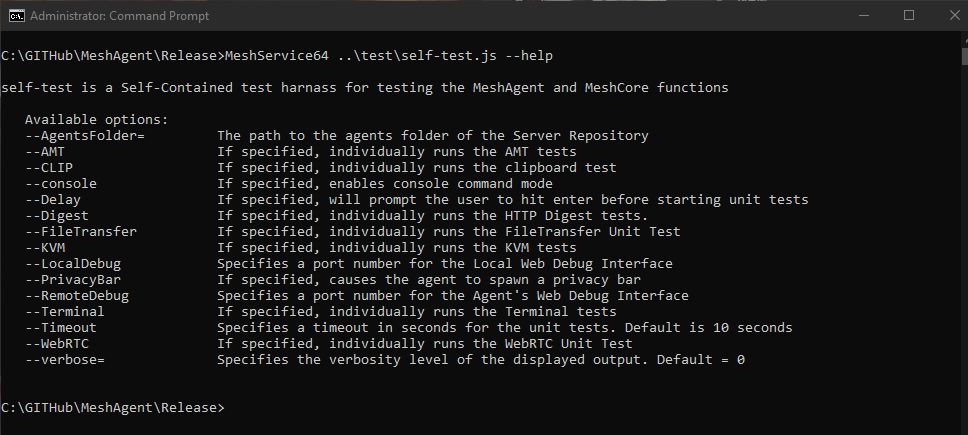 Administrator: Command Prompt
C:\GITHub\MeshAgent\Release>MeshService64 ..\test\self-test.js --help
self-test is a Self-Contained test harnass for testing the MeshAgent and MeshCore functions
Available options:
--AgentsFolder= The path to the agents folder of the Server Repository
--AMT If specified, individually runs the AMT tests
--CLIP If specified, individually runs the clipboard test
--console If specified, enables console command mode
--Delay If specified, will prompt the user to hit enter before starting unit tests
--Digest If specified, individually runs the HTTP Digest tests.
--FileTransfer If specified, individually runs the FileTransfer Unit Test
--KVM If specified, individually runs the KVM tests
--LocalDebug Specifies a port number for the Local Web Debug Interface
--PrivacyBar If specified, causes the agent to spawn a privacy bar
--RemoteDebug Specifies a port number for the Agent's Web Debug Interface
--Terminal If specified, individually runs the Terminal tests
--Timeout Specifies a timeout in seconds for the unit tests. Default is 10 seconds
--WebRTC If specified, individually runs the WebRTC Unit Test
--verbose= Specifies the verbosity level of the displayed output. Default = 0
C:\GITHub\MeshAgent\Release>